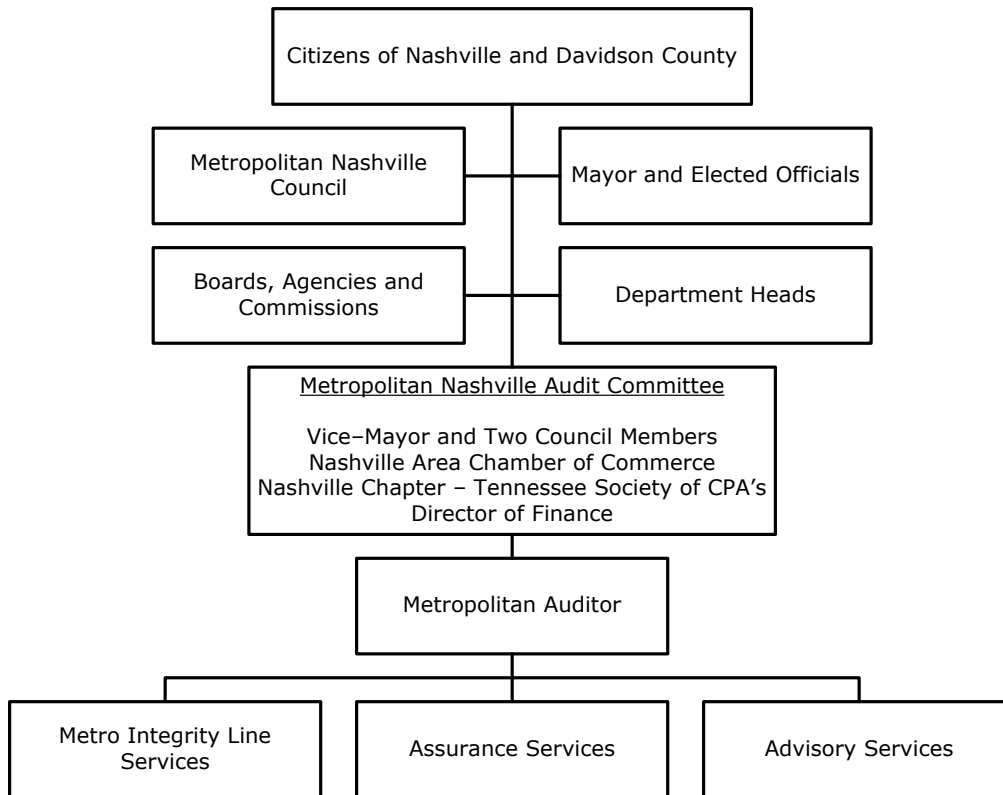 Citizens of Nashville and Davidson County
Metropolitan Nashville
Council
Mayor and Elected Officials
Boards, Agencies and
Commissions
Department Heads
Metropolitan Nashville Audit Committee
Vice–Mayor and Two Council Members
Nashville Area Chamber of Commerce
Nashville Chapter – Tennessee Society of CPA’s
Director of Finance
Metropolitan Auditor
Metro Integrity Line
Services
Assurance Services
Advisory Services